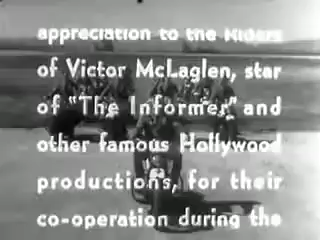 appreciation to the Riders
of Victor McLaglen, star
of "The Informer" and
other famous Hollywood
productions, for their
co-operation during the